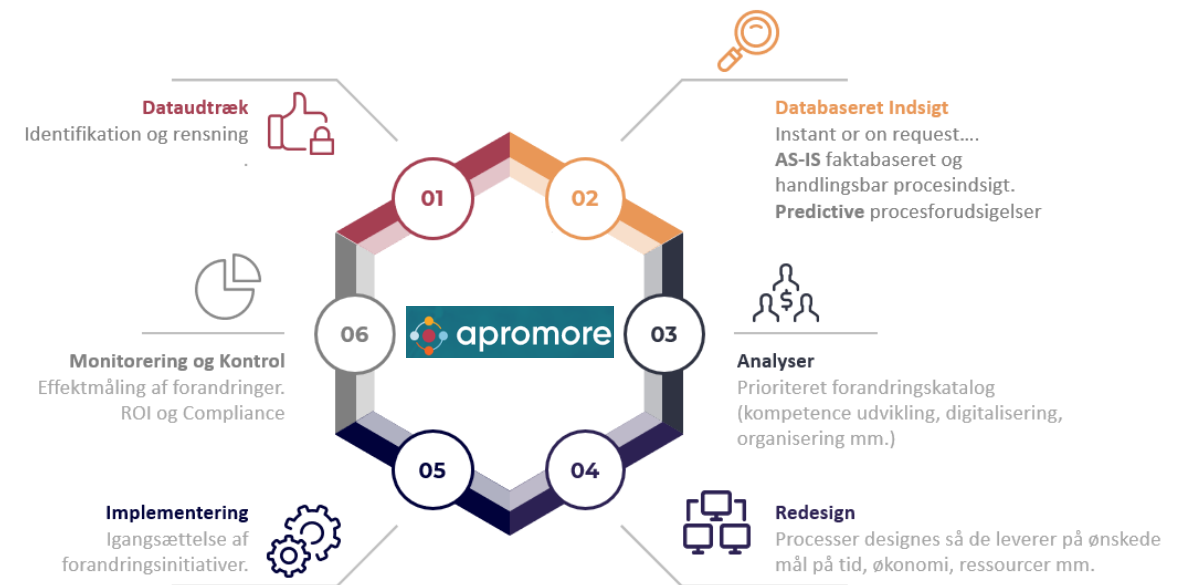 Dataudtræk
Identifikation og rensning
.
01
02
Databaseret Indsigt
Instant or on request....
AS-IS faktabaseret og
handlingsbar procesindsigt.
Predictive procesforudsigelser
06
apromore
03
Monitorering og Kontrol
Effektmåling af forandringer.
ROI og Compliance
Analyser
Prioriteret forandringskatalog
(kompetence udvikling, digitalisering,
organisering mm.)
05
04
Implementering
Igangsættelse af
forandringsinitiativer.
$
Redesign
Processer designes så de leverer på ønskede
mål på tid, økonomi, ressourcer mm.